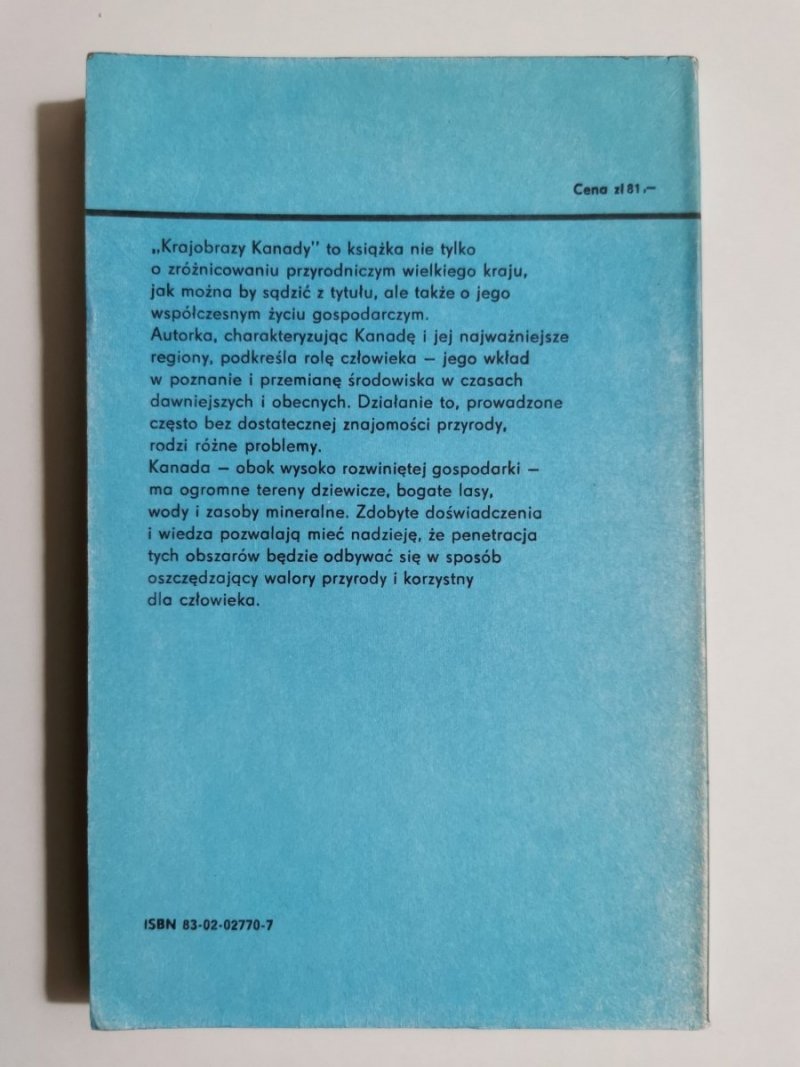 Cena zł 81,—
„Krajobrazy Kanady” to książka nie tylko
o zróżnicowaniu przyrodniczym wielkiego kraju,
jak można by sądzić z tytułu, ale także o jego
współczesnym życiu gospodarczym.
Autorka, charakteryzując Kanadę i jej najważniejsze
regiony, podkreśla rolę człowieka — jego wkład
w poznanie i przemianę środowiska w czasach
dawniejszych i obecnych. Działanie to, prowadzone
często bez dostatecznej znajomości przyrody,
rodzi różne problemy.
Kanada — obok wysoko rozwiniętej gospodarki —
ma ogromne tereny dziewicze, bogate lasy,
wody i zasoby mineralne. Zdobyte doświadczenia
i wiedza pozwalają mieć nadzieję, że penetracja
tych obszarów będzie odbywać się w sposób
oszczędzający walory przyrody i korzystny
dla człowieka.
ISBN 83-02-02770-7